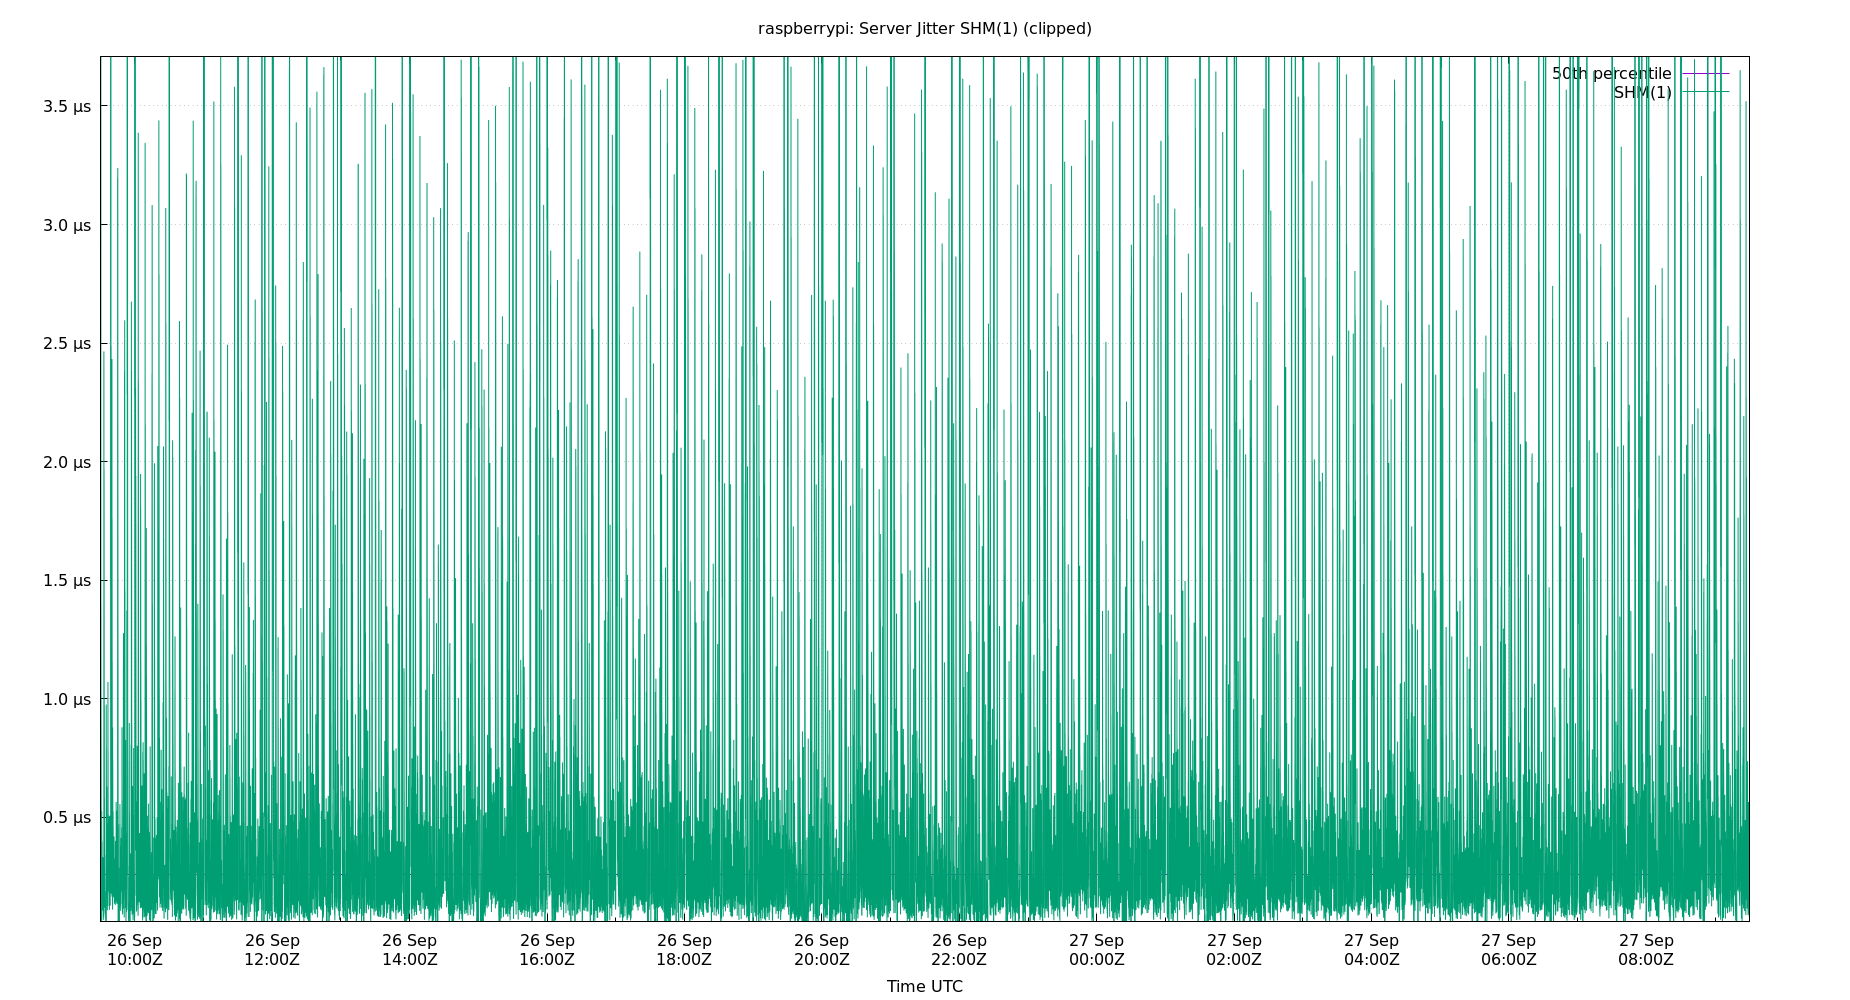 raspberrypi: Server Jitter SHM(1) (clipped)
50th percentile
SHM(1)
3.5 µs
3.0 µs
2.5 µs
2.0 µs
1.5 µs
1.0 µs
0.5 µs
26 Sep 26 Sep 26 Sep 26 Sep 26 Sep 26 Sep 26 Sep 27 Sep 27 Sep 27 Sep 27 Sep 27 Sep
10:00Z 12:00Z 14:00Z 16:00Z 18:00Z 20:00Z 22:00Z 00:00Z 02:00Z 04:00Z 06:00Z 08:00Z
Time UTC